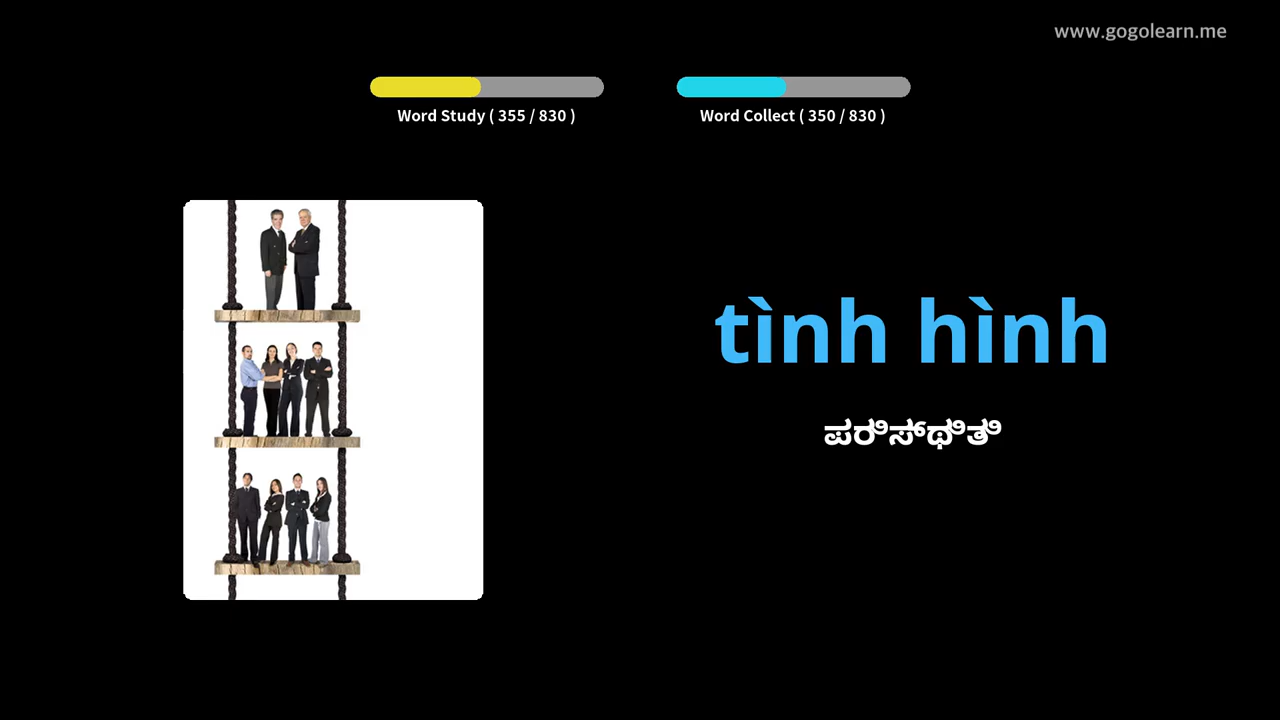 www.gogolearn.me
Word Study ( 355 / 830 )
Word Collect ( 350 / 830 )
tình hình
ಪರಿಸ್ಥಿತಿ